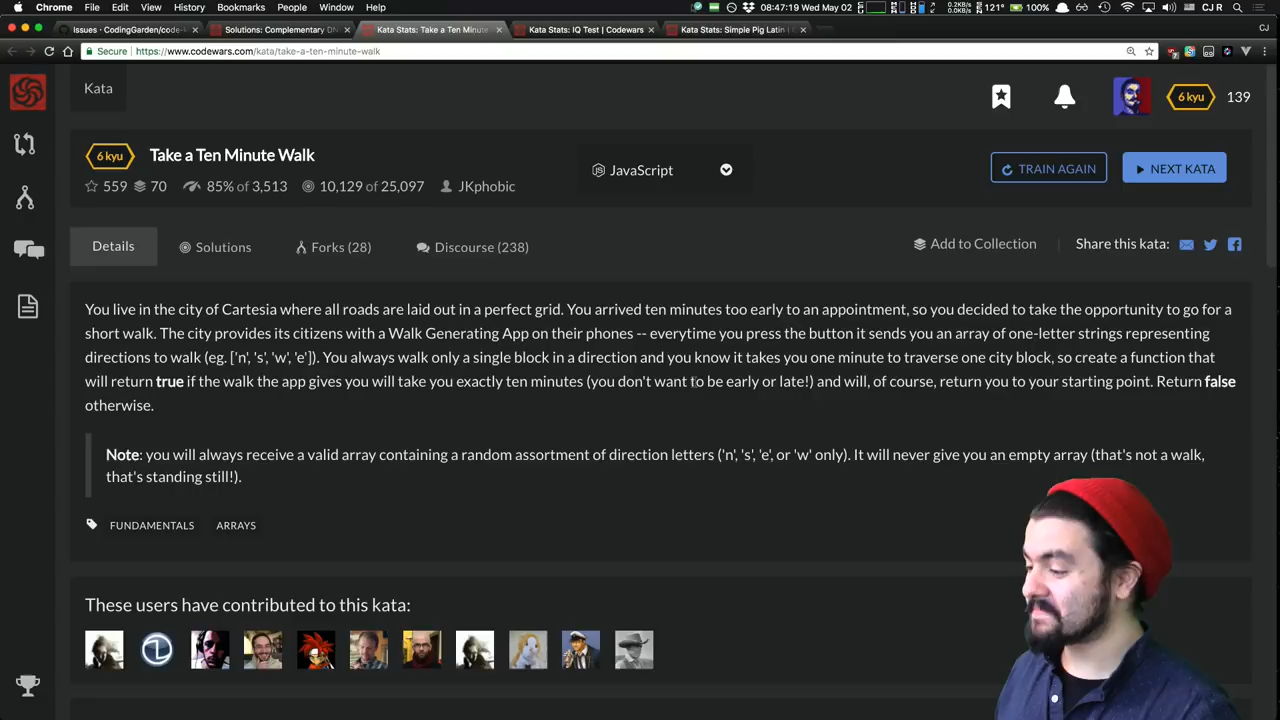 Chrome File Edit View History Bookmarks People Window Help
08:47:19 Wed May 02 0.2KB/s 0.0KB/s 121° 100% CJ R
Issues · CodingGarden/code-k
Solutions: Complementary DN
Kata Stats: Take a Ten Minute
Kata Stats: IQ Test | Codewars
Kata Stats: Simple Pig Latin | C
CJ
Secure https://www.codewars.com/kata/take-a-ten-minute-walk
Kata
6 kyu 139
6 kyu Take a Ten Minute Walk
JavaScript
TRAIN AGAIN NEXT KATA
559 70 85% of 3,513 10,129 of 25,097 JKphobic
Details Solutions Forks (28) Discourse (238) Add to Collection Share this kata:
You live in the city of Cartesia where all roads are laid out in a perfect grid. You arrived ten minutes too early to an appointment, so you decided to take the opportunity to go for a
short walk. The city provides its citizens with a Walk Generating App on their phones -- everytime you press the button it sends you an array of one-letter strings representing
directions to walk (eg. ['n', 's', 'w', 'e']). You always walk only a single block in a direction and you know it takes you one minute to traverse one city block, so create a function that
will return true if the walk the app gives you will take you exactly ten minutes (you don't want to be early or late!) and will, of course, return you to your starting point. Return false
otherwise.
Note: you will always receive a valid array containing a random assortment of direction letters ('n', 's', 'e', or 'w' only). It will never give you an empty array (that's not a walk,
that's standing still!).
FUNDAMENTALS ARRAYS
These users have contributed to this kata: